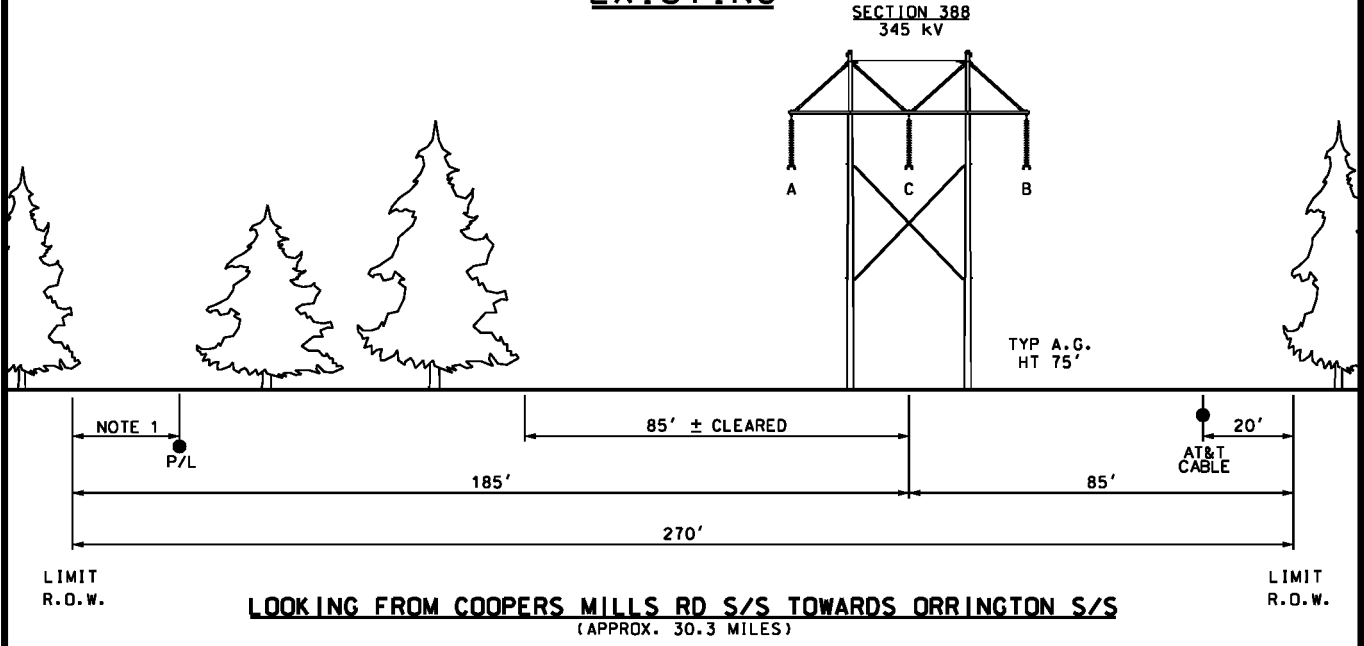 EXISTING
SECTION 388
345 kV
A
C
B
TYP A.G.
HT 75'
NOTE 1
P/L
85' ± CLEARED
20'
AT&T
CABLE
185'
85'
270'
LIMIT
R.O.W.
LIMIT
R.O.W.
LOOKING FROM COOPERS MILLS RD S/S TOWARDS ORRINGTON S/S
(APPROX. 30.3 MILES)